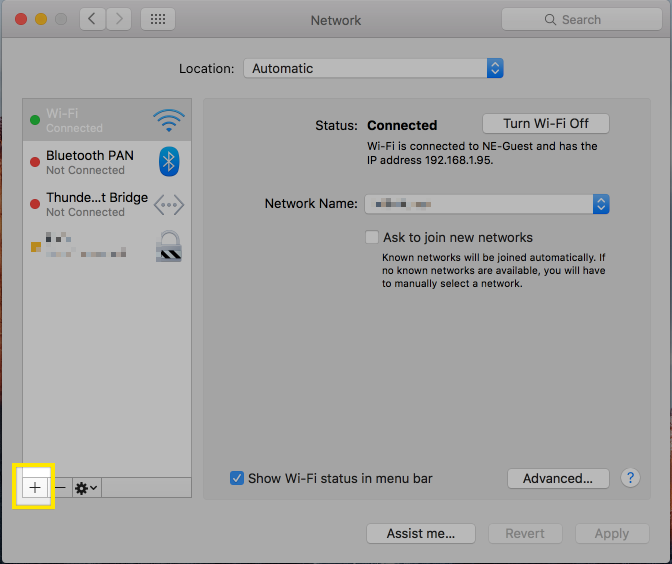 Network
Search
Location: Automatic
Wi-Fi
Connected
Bluetooth PAN
Not Connected
Thunde...t Bridge
Not Connected
Status: Connected
Turn Wi-Fi Off
Wi-Fi is connected to NE-Guest and has the
IP address 192.168.1.95.
Network Name:
Ask to join new networks
Known networks will be joined automatically. If
no known networks are available, you will have
to manually select a network.
Show Wi-Fi status in menu bar
Advanced...
?
Assist me...
Revert
Apply